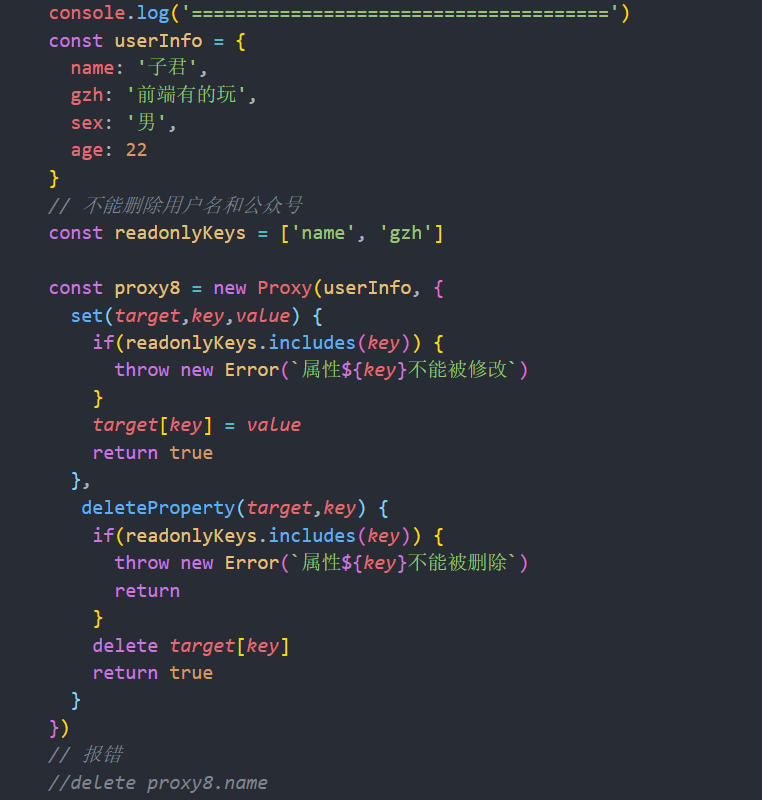 console.log('======================================')
const userInfo = {
  name: '子君',
  gzh: '前端有的玩',
  sex: '男',
  age: 22
}
// 不能删除用户名和公众号
const readonlyKeys = ['name', 'gzh']

const proxy8 = new Proxy(userInfo, {
  set(target,key,value) {
    if(readonlyKeys.includes(key)) {
      throw new Error(`属性${key}不能被修改`)
    }
    target[key] = value
    return true
  },
   deleteProperty(target,key) {
    if(readonlyKeys.includes(key)) {
      throw new Error(`属性${key}不能被删除`)
      return
    }
    delete target[key]
    return true
  }
})
// 报错
//delete proxy8.name